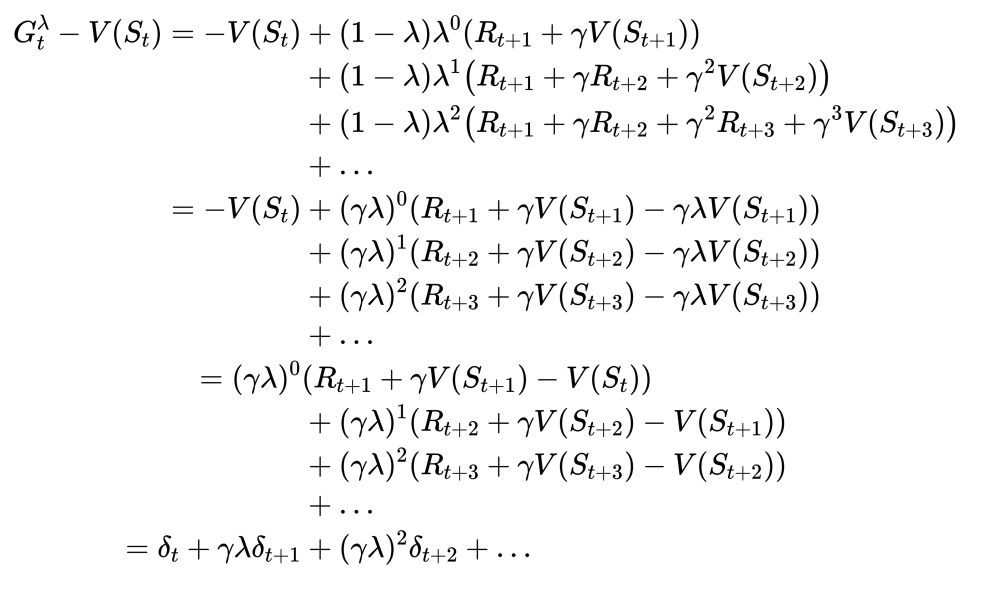 G_t^λ − V(S_t) = −V(S_t) + (1 − λ)λ^0(R_{t+1} + γV(S_{t+1}))
+ (1 − λ)λ^1(R_{t+1} + γR_{t+2} + γ^2V(S_{t+2}))
+ (1 − λ)λ^2(R_{t+1} + γR_{t+2} + γ^2R_{t+3} + γ^3V(S_{t+3}))
+ …
= −V(S_t) + (γλ)^0(R_{t+1} + γV(S_{t+1}) − γλV(S_{t+1}))
+ (γλ)^1(R_{t+2} + γV(S_{t+2}) − γλV(S_{t+2}))
+ (γλ)^2(R_{t+3} + γV(S_{t+3}) − γλV(S_{t+3}))
+ …
= (γλ)^0(R_{t+1} + γV(S_{t+1}) − V(S_t))
+ (γλ)^1(R_{t+2} + γV(S_{t+2}) − V(S_{t+1}))
+ (γλ)^2(R_{t+3} + γV(S_{t+3}) − V(S_{t+2}))
+ …
= δ_t + γλδ_{t+1} + (γλ)^2δ_{t+2} + …